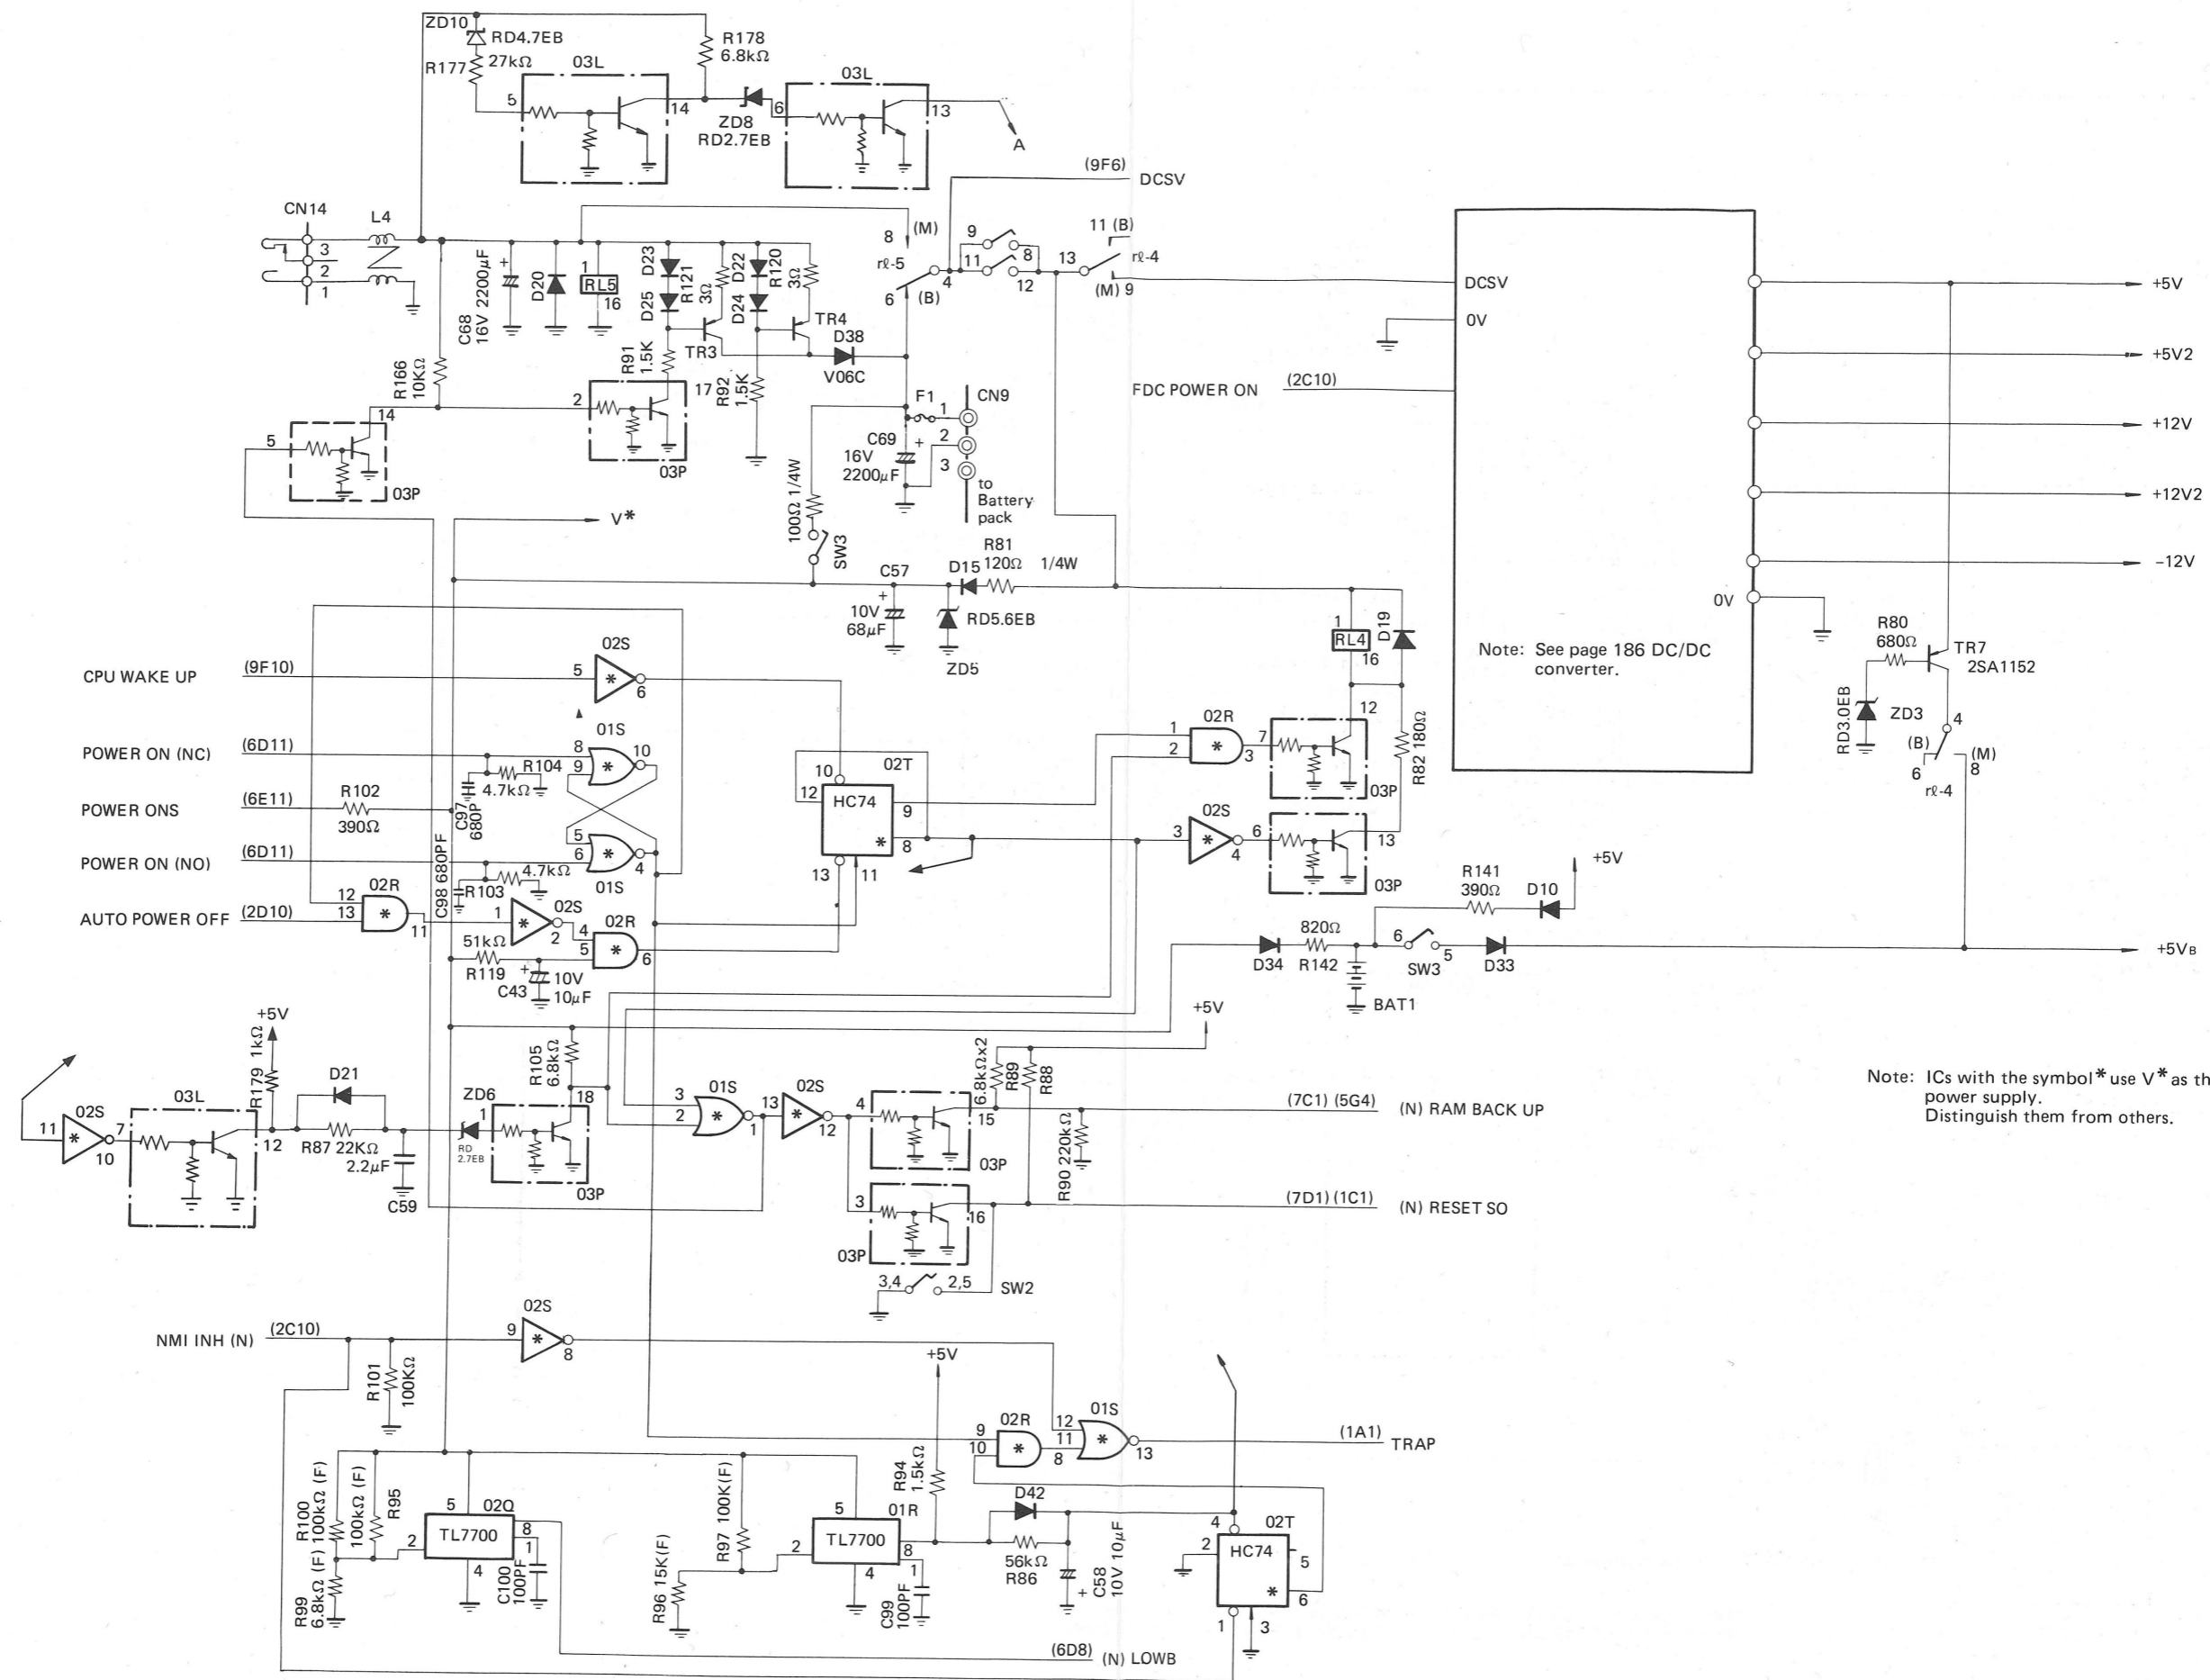 ZD10
RD4.7EB
R177
27kΩ
03L
5
14
R178
6.8kΩ
ZD8
RD2.7EB
03L
6
13
A
(9F6)
DCSV
CN14
3
2
1
L4
C68
16V 2200μF
+
D20
1
RL5
16
D23
D25
R121
3Ω
D22
D24
R120
3Ω
8
(M)
rℓ-5
6
(B)
4
9
8
11
12
13
11 (B)
rℓ-4
(M) 9
TR3
TR4
D38
V06C
R91
1.5K
R92
1.5K
R166
10KΩ
14
5
03P
2
17
03P
F1
1
CN9
2
3
C69
+
16V
2200μF
to
Battery
pack
100Ω 1/4W
SW3
V*
DCSV
0V
FDC POWER ON
(2C10)
Note: See page 186 DC/DC
converter.
0V
+5V
+5V2
+12V
+12V2
−12V
R80
680Ω
TR7
2SA1152
RD3.0EB
ZD3
4
(B)
(M)
6
8
rℓ-4
C57
+
10V
68μF
D15
R81
120Ω 1/4W
RD5.6EB
ZD5
1
RL4
16
D19
12
R82 180Ω
CPU WAKE UP
(9F10)
5
02S
*
6
POWER ON (NC)
(6D11)
01S
8
9
10
*
R104
4.7kΩ
C97
680P
POWER ONS
(6E11)
R102
390Ω
POWER ON (NO)
(6D11)
5
6
*
4
01S
4.7kΩ
R103
C98 680PF
AUTO POWER OFF
(2D10)
12
13
02R
*
11
1
02S
2
4
5
02R
*
6
51kΩ
R119
C43
+
10V
10μF
02T
10
12
HC74
*
9
8
13
11
02R
1
2
*
3
7
03P
02S
3
*
4
6
13
03P
R141
390Ω
D10
+5V
D34
820Ω
R142
BAT1
6
SW3
5
D33
+5VB
+5V
R179 1kΩ
02S
11
*
10
7
03L
12
D21
R87 22KΩ
2.2μF
C59
ZD6
RD
2.7EB
1
R105
6.8kΩ
18
03P
3
2
01S
*
1
13
02S
*
12
4
15
03P
3
16
03P
6.8kΩx2
R89
R88
+5V
R90 220kΩ
(7C1) (5G4)
(N) RAM BACK UP
(7D1) (1C1)
(N) RESET SO
3,4
2,5
SW2
Note: ICs with the symbol * use V* as th
power supply.
Distinguish them from others.
NMI INH (N)
(2C10)
R101
100KΩ
9
02S
*
8
+5V
R94
1.5kΩ
9
10
02R
*
8
12
11
01S
*
13
(1A1)
TRAP
R100
100kΩ (F)
100kΩ (F)
R95
R99
6.8kΩ (F)
2
5
02Q
TL7700
8
1
4
C100
100PF
R97 100K(F)
R96 15K(F)
2
5
01R
TL7700
8
1
4
C99
100PF
D42
56kΩ
R86
+
C58
10V 10μF
4
02T
2
HC74
*
5
6
1
3
(6D8)
(N) LOWB